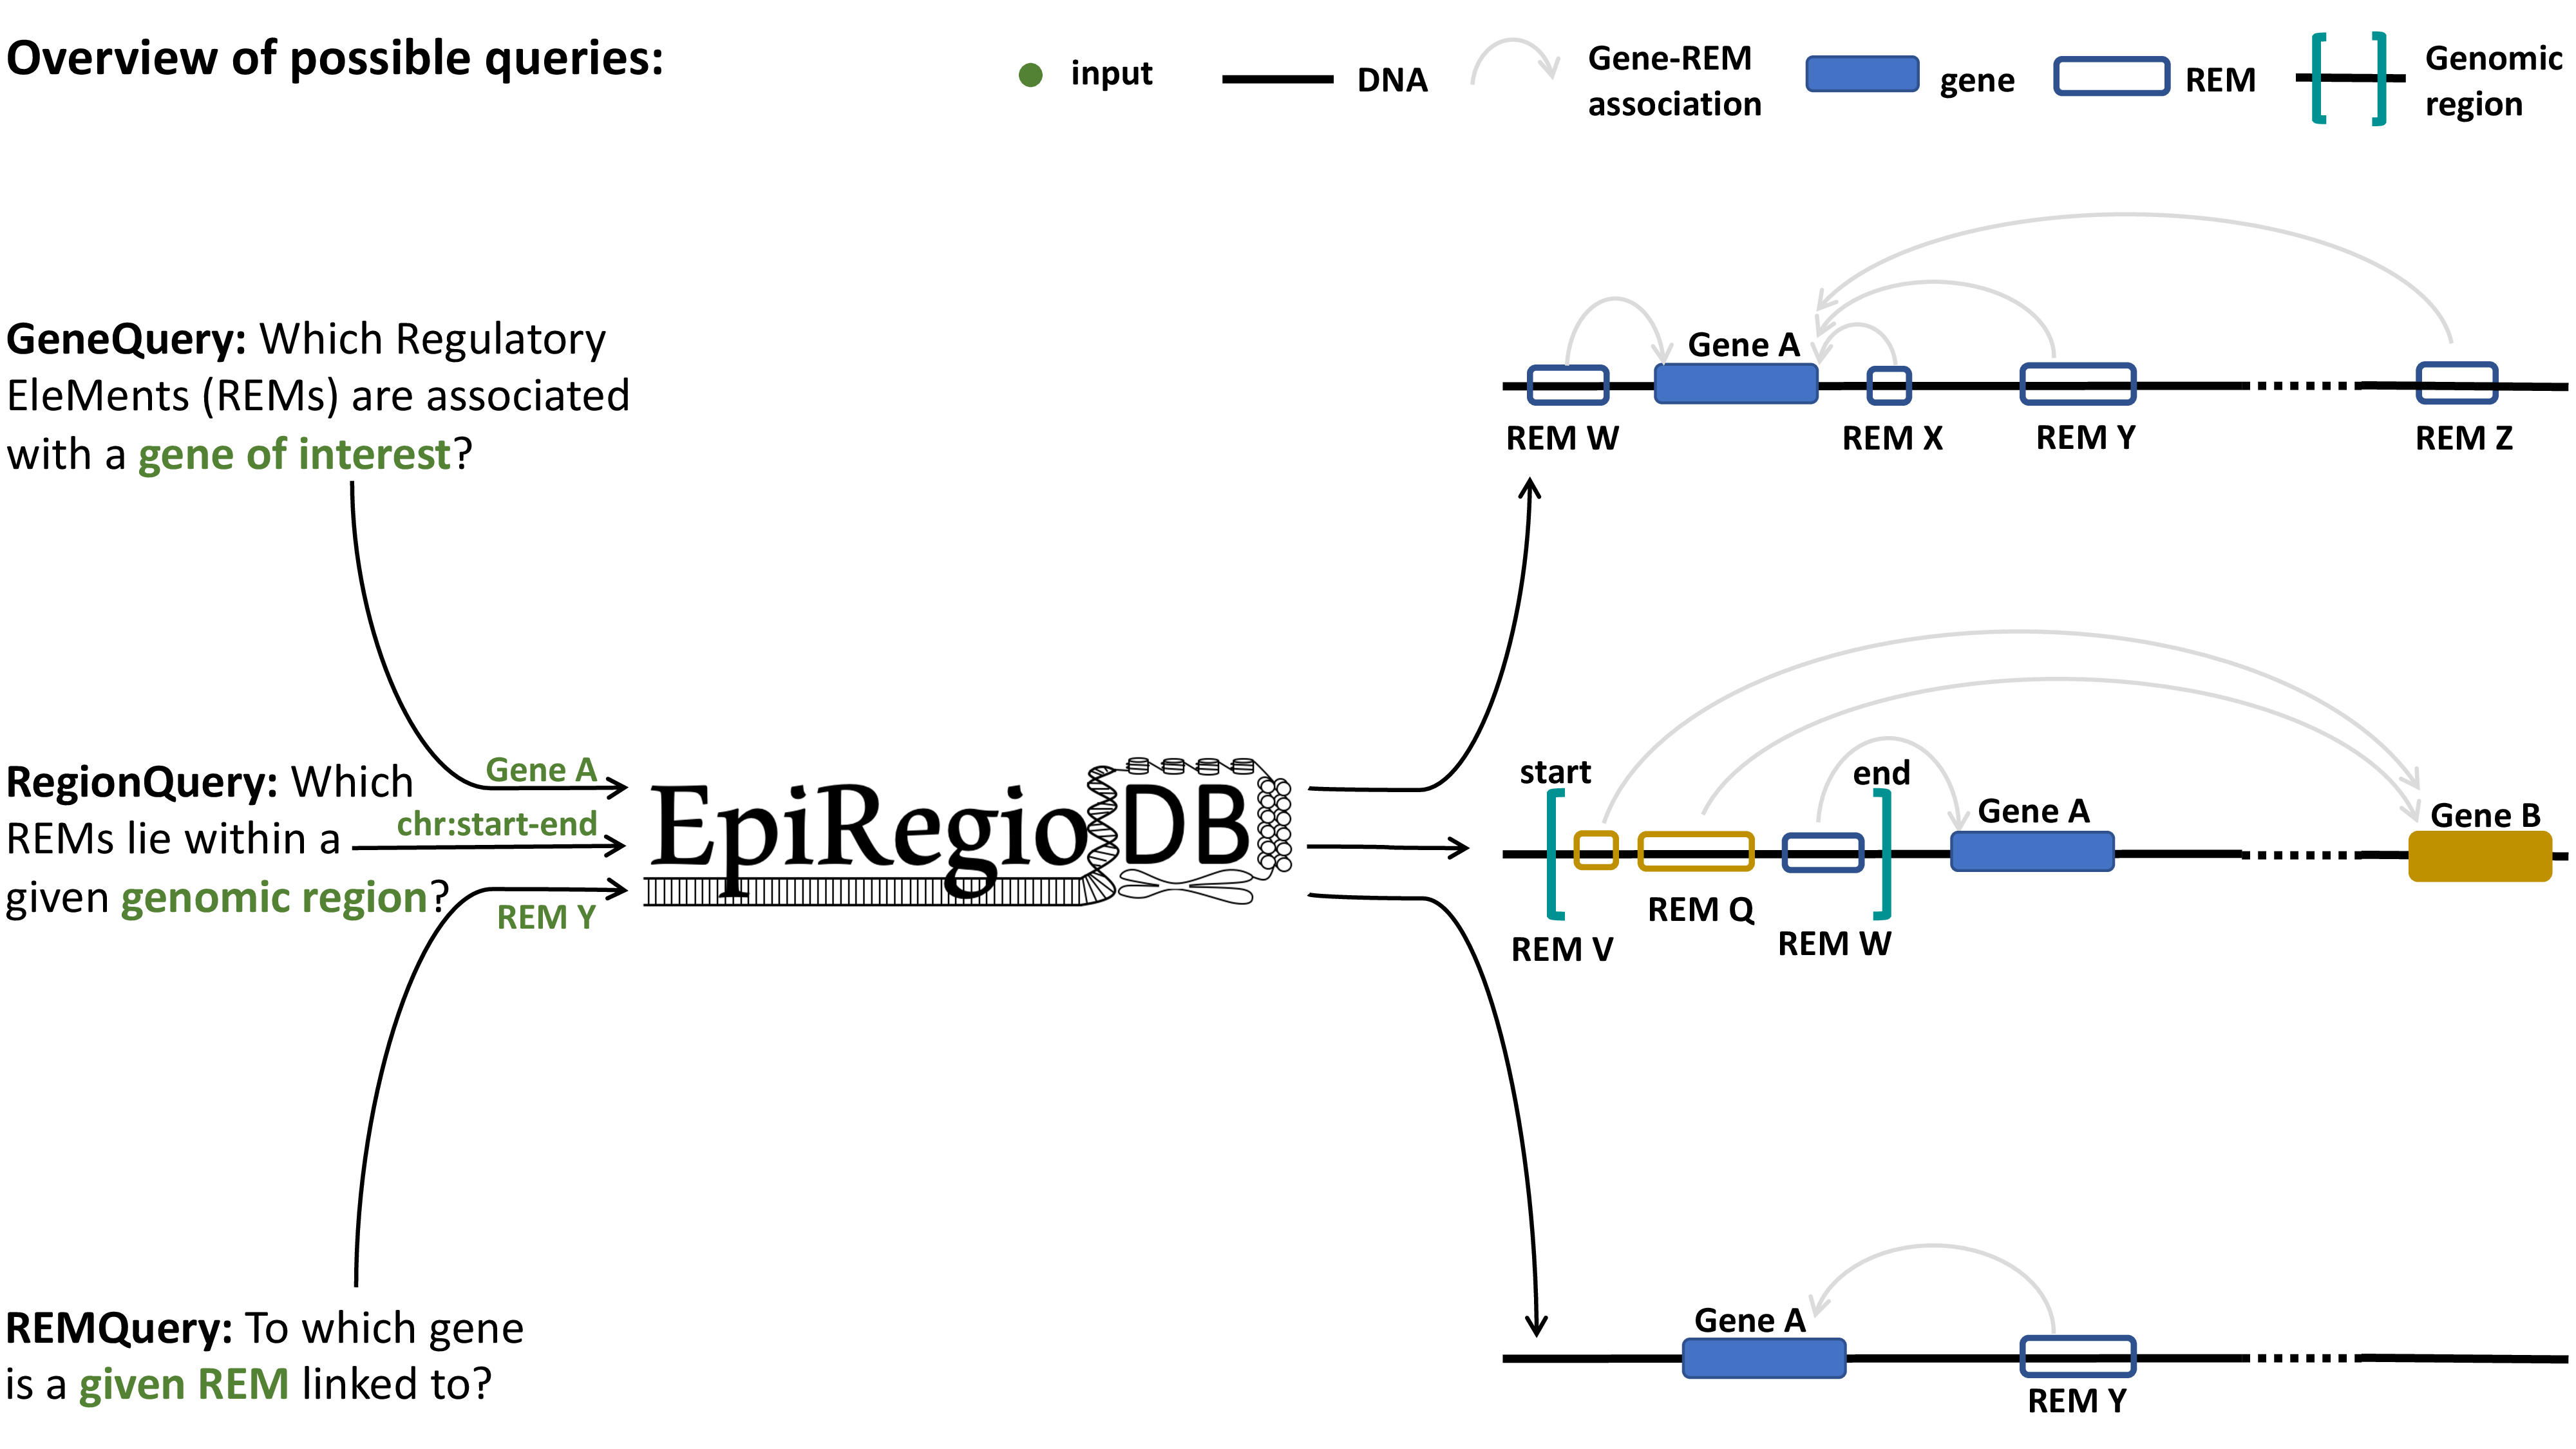 Overview of possible queries:
input
DNA
Gene-REM
association
gene
REM
Genomic
region
GeneQuery: Which Regulatory
EleMents (REMs) are associated
with a gene of interest?
Gene A
REM W
REM X
REM Y
REM Z
RegionQuery: Which
REMs lie within a
given genomic region?
Gene A
chr:start-end
REM Y
EpiRegio DB
start
end
Gene A
Gene B
REM Q
REM W
REM V
REMQuery: To which gene
is a given REM linked to?
Gene A
REM Y